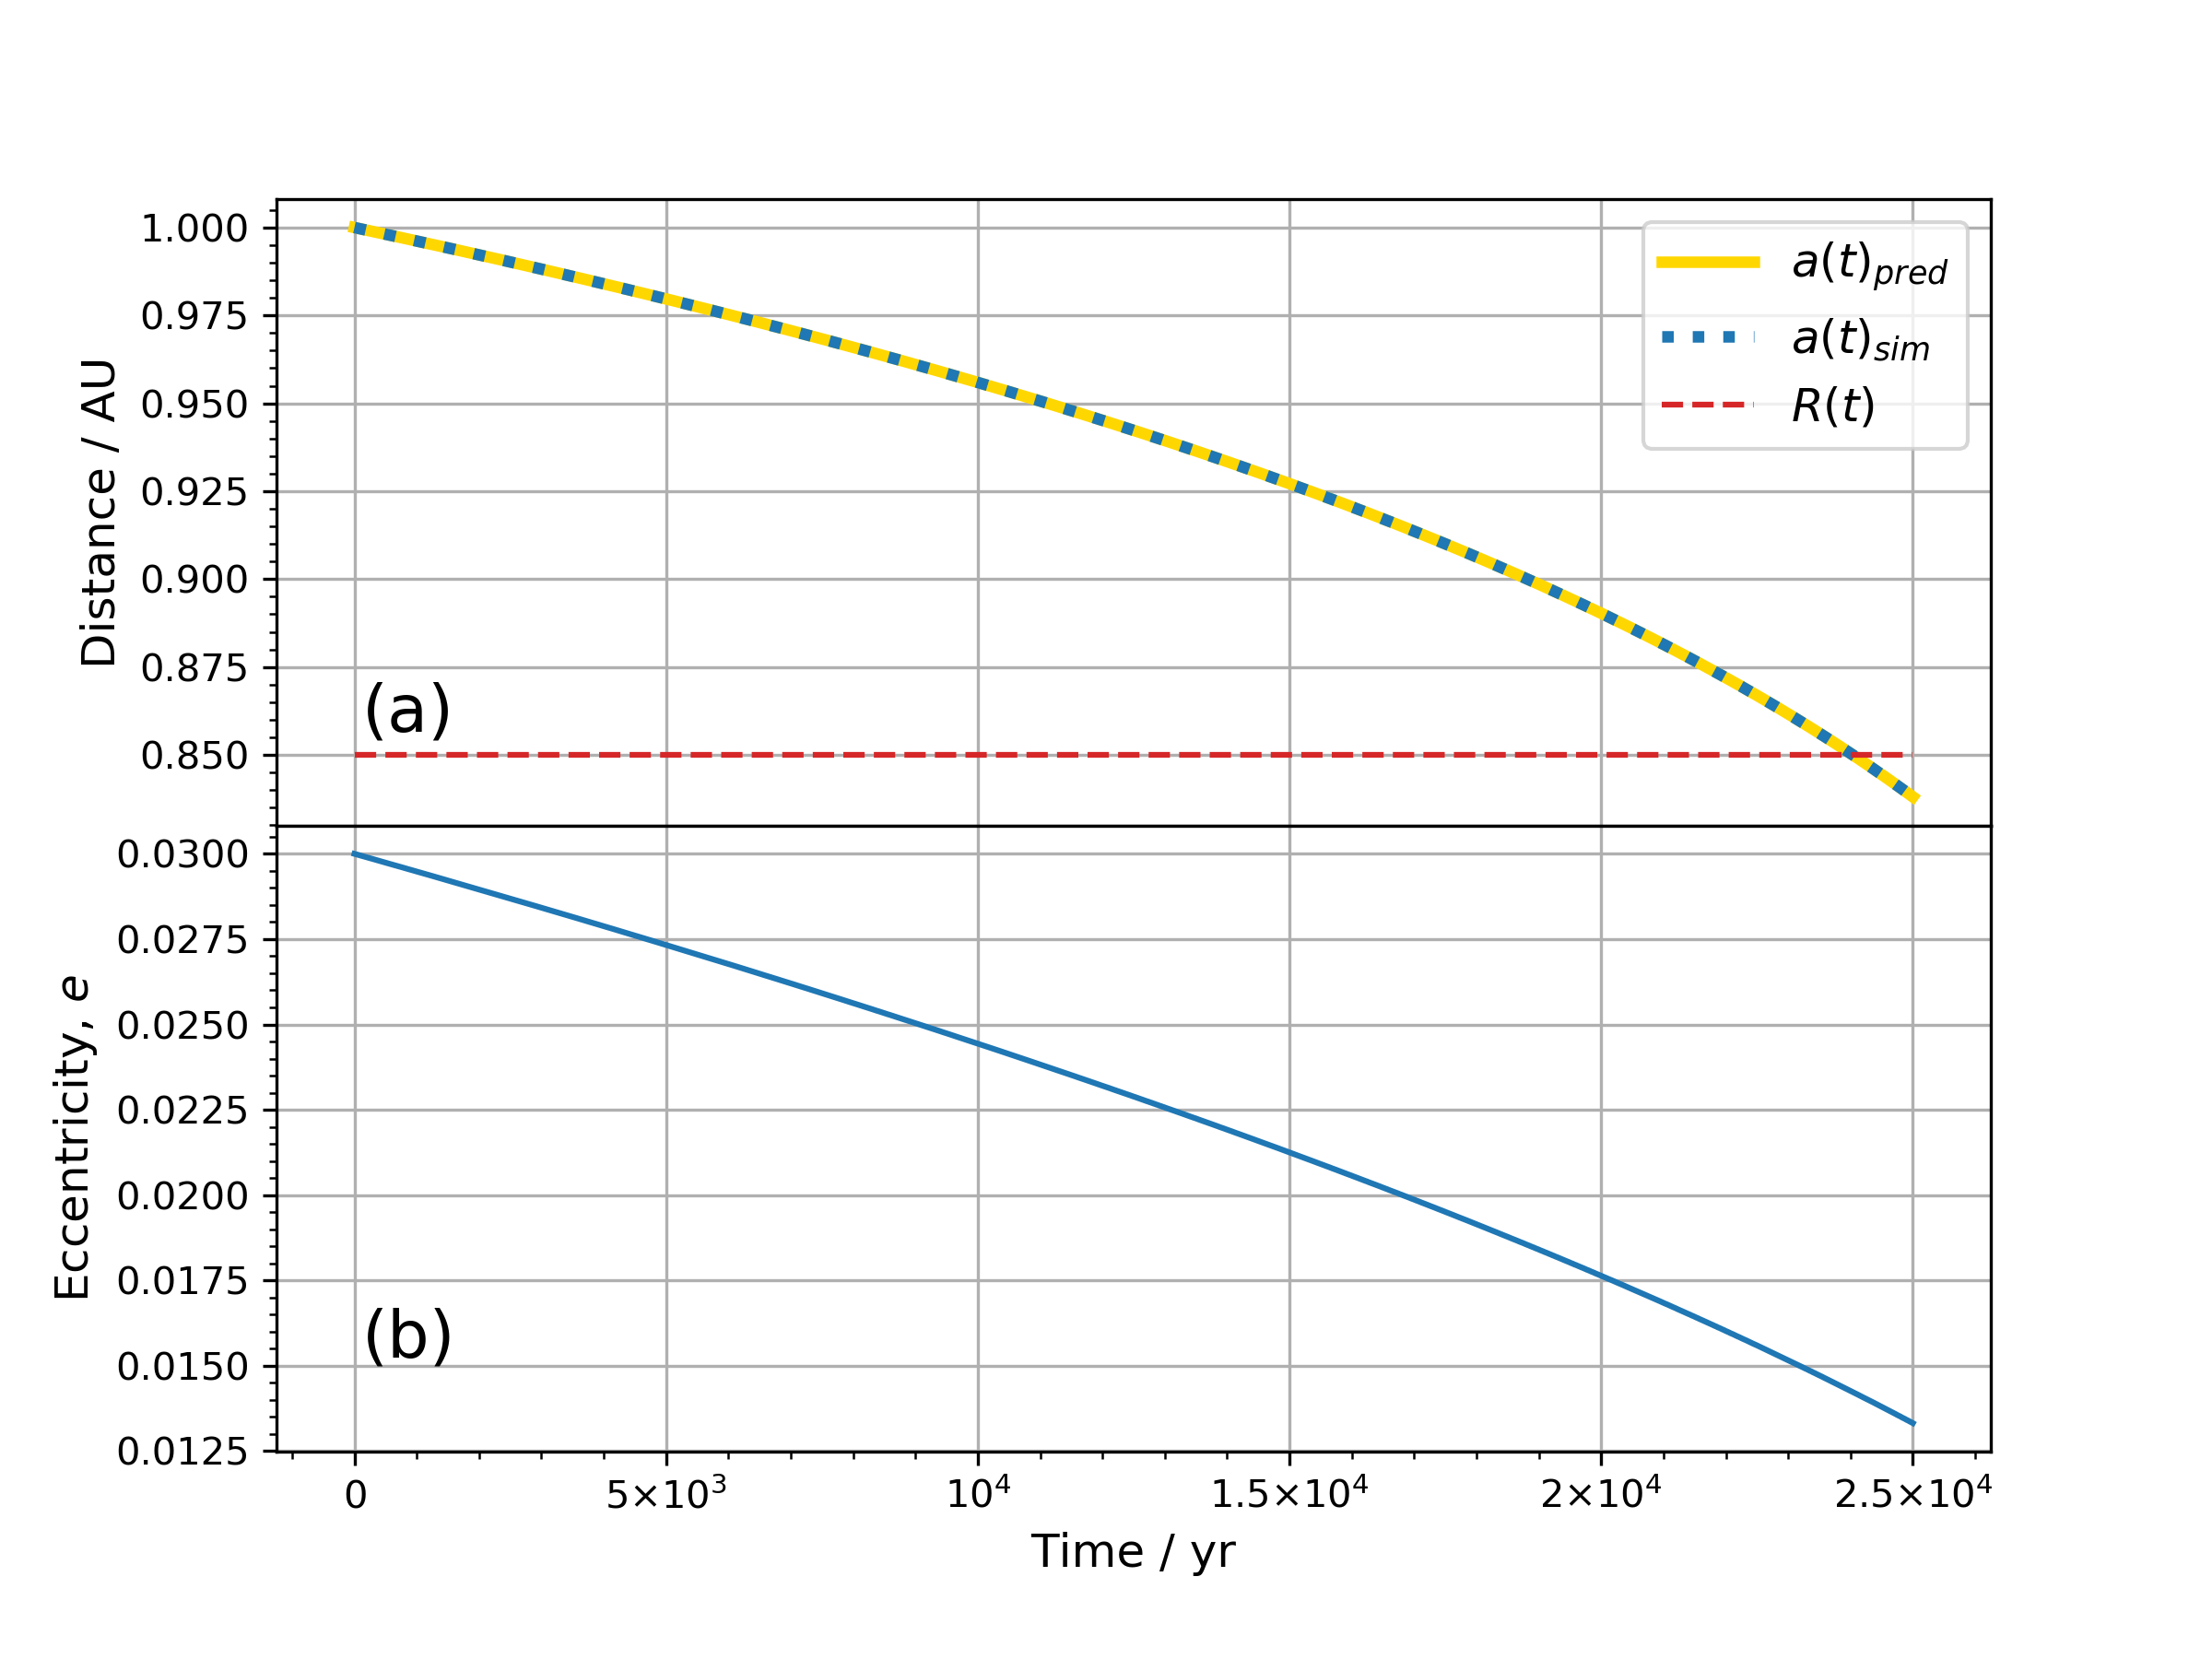 1.000
0.975
0.950
0.925
0.900
0.875
0.850
Distance / AU
a(t)pred
a(t)sim
R(t)
(a)
0.0300
0.0275
0.0250
0.0225
0.0200
0.0175
0.0150
0.0125
Eccentricity, e
(b)
0 5×10³ 10⁴ 1.5×10⁴ 2×10⁴ 2.5×10⁴
Time / yr